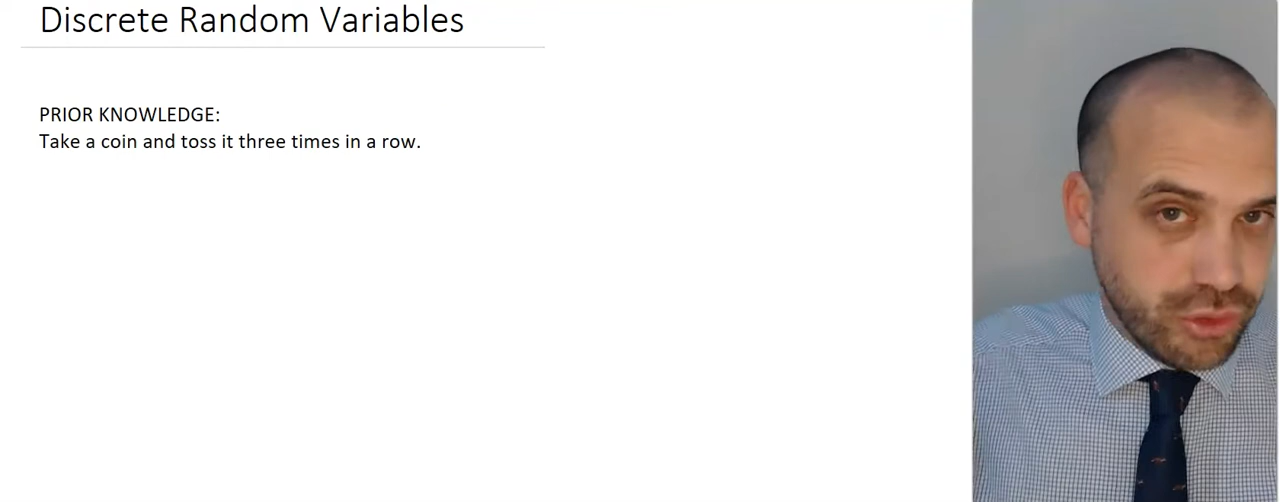 Discrete Random Variables
PRIOR KNOWLEDGE:
Take a coin and toss it three times in a row.